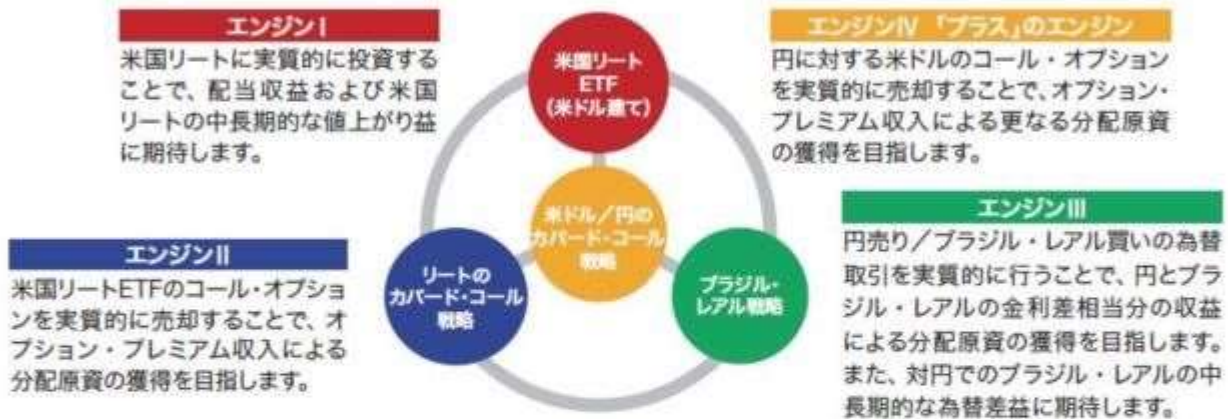 エンジンI
米国リートに実質的に投資する
ことで、配当収益および米国
リートの中長期的な値上がり益
に期待します。
米国リート
ETF
(米ドル建て)
エンジンIV 「プラス」のエンジン
円に対する米ドルのコール・オプション
を実質的に売却することで、オプション・
プレミアム収入による更なる分配原資
の獲得を目指します。
米ドル/円の
カバード・コール
戦略
エンジンII
米国リートETFのコール・オプショ
ンを実質的に売却することで、オ
プション・プレミアム収入による
分配原資の獲得を目指します。
リートの
カバード・コール
戦略
ブラジル・
レアル戦略
エンジンIII
円売り/ブラジル・レアル買いの為替
取引を実質的に行うことで、円とブラ
ジル・レアルの金利差相当分の収益
による分配原資の獲得を目指します。
また、対円でのブラジル・レアルの中
長期的な為替差益に期待します。